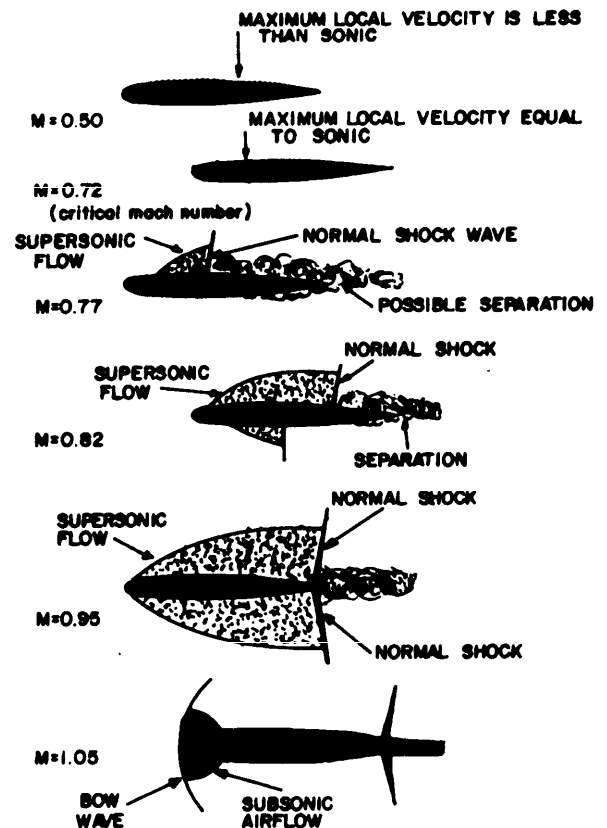 MAXIMUM LOCAL VELOCITY IS LESS
THAN SONIC
M=0.50
MAXIMUM LOCAL VELOCITY EQUAL
TO SONIC
M=0.72
(critical mach number)
SUPERSONIC
FLOW
NORMAL SHOCK WAVE
M=0.77
POSSIBLE SEPARATION
NORMAL SHOCK
SUPERSONIC
FLOW
M=0.82
SEPARATION
NORMAL SHOCK
SUPERSONIC
FLOW
M=0.95
NORMAL SHOCK
M=1.05
BOW
WAVE
SUBSONIC
AIRFLOW